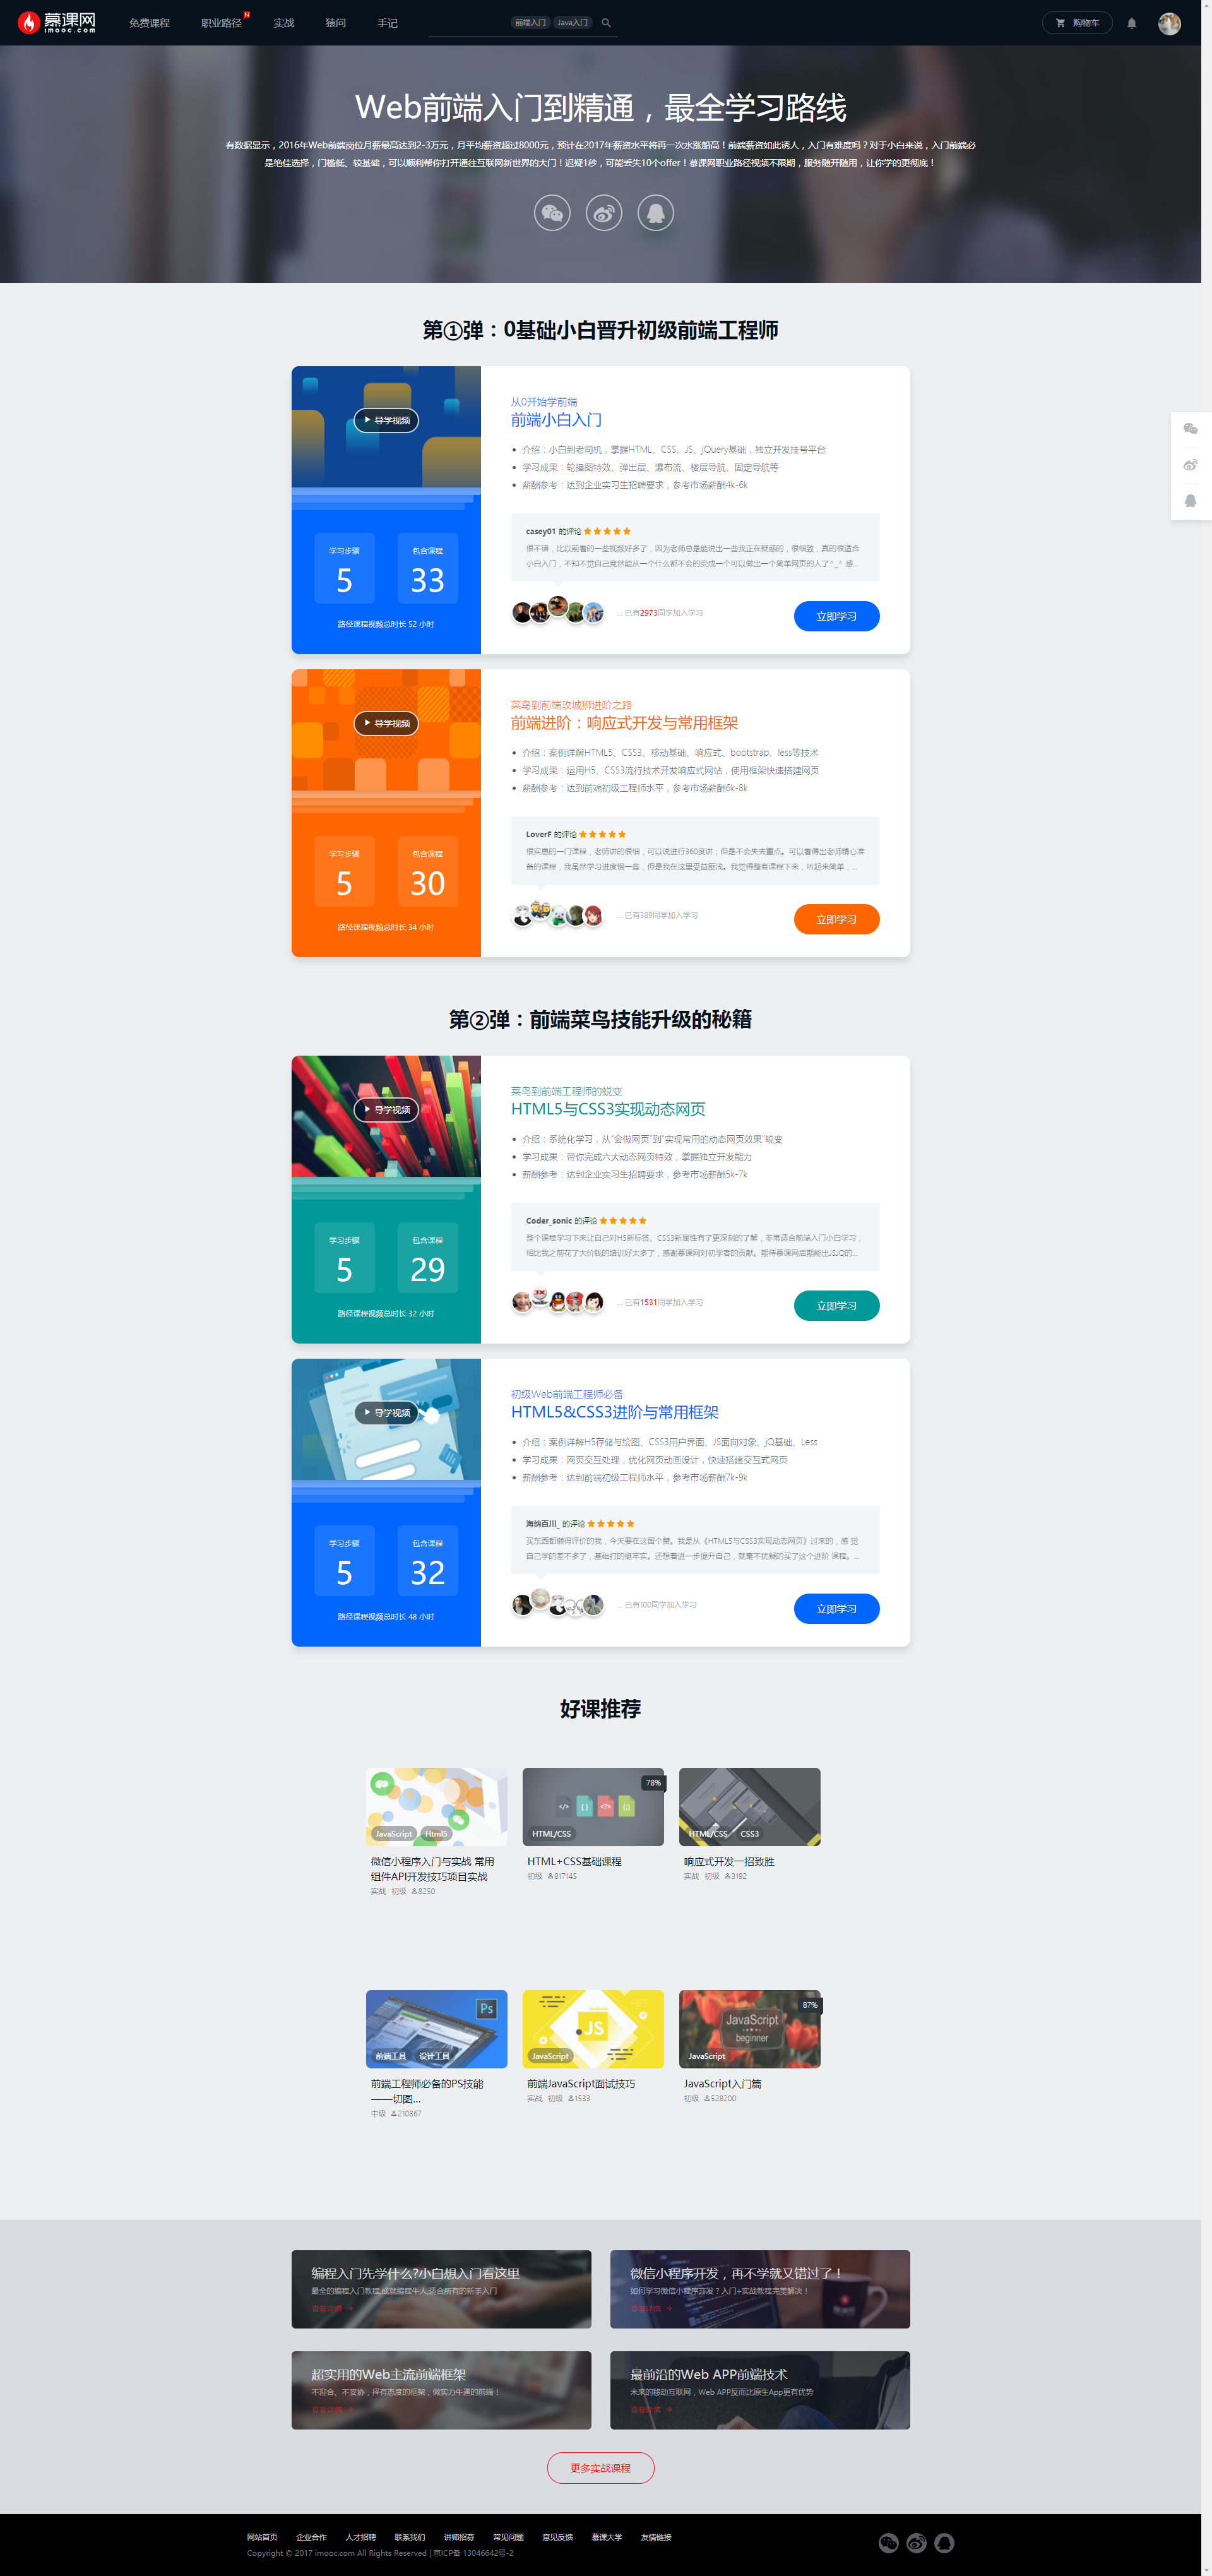 慕课网
imooc.com
免费课程
职业路径
N
实战
猿问
手记
前端入门
Java入门
购物车
Web前端入门到精通，最全学习路线
有数据显示，2016年Web前端岗位月薪最高达到2-3万元，月平均薪资超过8000元，预计在2017年薪资水平将再一次水涨船高！前端薪资如此诱人，入门有难度吗？对于小白来说，入门前端必
是绝佳选择，门槛低、较基础，可以顺利帮你打开通往互联网新世界的大门！迟疑1秒，可能丢失10个offer！慕课网职业路径视频不限期，服务随开随用，让你学的更彻底！
第①弹：0基础小白晋升初级前端工程师
导学视频
学习步骤
5
包含课程
33
路径课程视频总时长 52 小时
从0开始学前端
前端小白入门
介绍：小白到老司机，掌握HTML、CSS、JS、jQuery基础，独立开发挂号平台
学习成果：轮播图特效、弹出层、瀑布流、楼层导航、固定导航等
薪酬参考：达到企业实习生招聘要求，参考市场薪酬4k-6k
casey01 的评论
很不错，比以前看的一些视频好多了，因为老师总是能说出一些我正在疑惑的，很细致，真的很适合
小白入门，不知不觉自己竟然能从一个什么都不会的变成一个可以做出一个简单网页的人了^_^ 感...
... 已有2973同学加入学习
立即学习
导学视频
学习步骤
5
包含课程
30
路径课程视频总时长 34 小时
菜鸟到前端攻城狮进阶之路
前端进阶：响应式开发与常用框架
介绍：案例详解HTML5、CSS3、移动基础、响应式、bootstrap、less等技术
学习成果：运用H5、CSS3流行技术开发响应式网站，使用框架快速搭建网页
薪酬参考：达到前端初级工程师水平，参考市场薪酬6k-8k
LoverF 的评论
很实惠的一门课程，老师讲的很细，可以说进行360度讲；但是不会失去重点。可以看得出老师精心准
备的课程，我虽然学习进度慢一些，但是我在这里受益匪浅。我觉得整套课程下来，听起来简单，...
... 已有389同学加入学习
立即学习
第②弹：前端菜鸟技能升级的秘籍
导学视频
学习步骤
5
包含课程
29
路径课程视频总时长 32 小时
菜鸟到前端工程师的蜕变
HTML5与CSS3实现动态网页
介绍：系统化学习，从“会做网页”到“实现常用的动态网页效果”蜕变
学习成果：带你完成六大动态网页特效，掌握独立开发能力
薪酬参考：达到企业实习生招聘要求，参考市场薪酬5k-7k
Coder_sonic 的评论
整个课程学习下来让自己对H5新标签、CSS3新属性有了更深刻的了解，非常适合前端入门小白学习，
相比我之前花了大价钱的培训好太多了，感谢慕课网对初学者的贡献。期待慕课网后期能出JSJQ的...
... 已有1531同学加入学习
立即学习
导学视频
学习步骤
5
包含课程
32
路径课程视频总时长 48 小时
初级Web前端工程师必备
HTML5&CSS3进阶与常用框架
介绍：案例详解H5存储与绘图、CSS3用户界面、JS面向对象、jQ基础、Less
学习成果：网页交互处理，优化网页动画设计，快速搭建交互式网页
薪酬参考：达到前端初级工程师水平，参考市场薪酬7k-9k
海纳百川_ 的评论
买东西都懒得评价的我，今天要在这留个赞。我是从《HTML5与CSS3实现动态网页》过来的，感 觉
自己学的差不多了，基础打的挺牢实。还想着进一步提升自己，就毫不犹疑的买了这个进阶 课程。...
... 已有100同学加入学习
立即学习
好课推荐
JavaScript
Html5
微信小程序入门与实战 常用
组件API开发技巧项目实战
实战 初级 8250
78%
HTML/CSS
HTML+CSS基础课程
初级 817145
HTML/CSS
CSS3
响应式开发一招致胜
实战 初级 3192
Ps
前端工具
设计工具
前端工程师必备的PS技能
——切图...
中级 210867
JS
JavaScript
前端JavaScript面试技巧
实战 初级 1533
87%
JavaScript
beginner
JavaScript
JavaScript入门篇
初级 528200
编程入门先学什么?小白想入门看这里
最全的编程入门教程,成就编程牛人,适合所有的新手入门
查看详情
微信小程序开发，再不学就又错过了！
如何学习微信小程序开发？入门+实战教程完美解决！
查看详情
超实用的Web主流前端框架
不迎合、不妥协，择有态度的框架，做实力牛逼的前端！
查看详情
最前沿的Web APP前端技术
未来的移动互联网，Web APP反而比原生App更有优势
查看详情
更多实战课程
网站首页
企业合作
人才招聘
联系我们
讲师招募
常见问题
意见反馈
慕课大学
友情链接
Copyright © 2017 imooc.com All Rights Reserved | 京ICP备 13046642号-2